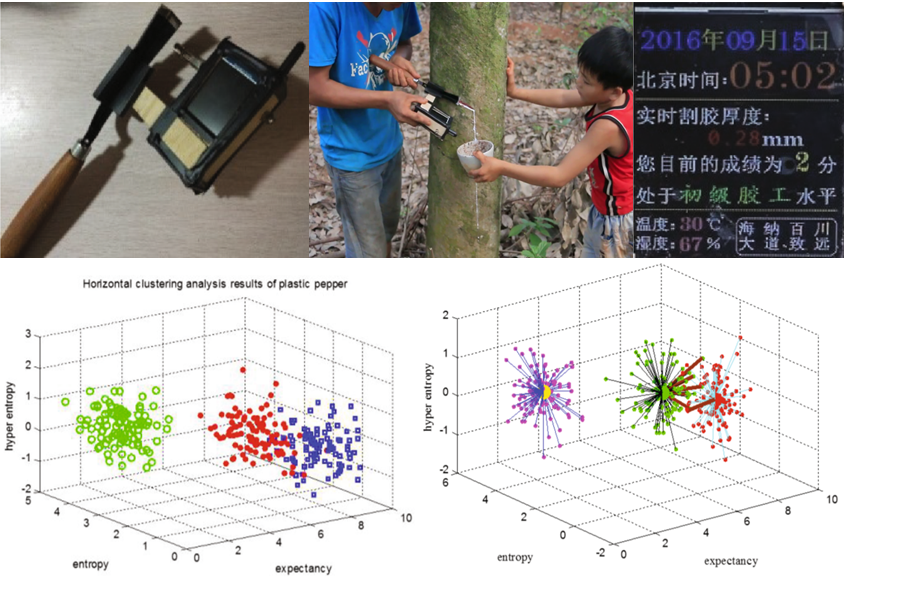 Fac
2016年09月15日
北京时间:05:02
实时割胶厚度:
0.28mm
您目前的成绩为 2 分
处于初级胶工水平
温度:30℃
湿度:67%
海纳百川
大道致远
Horizontal clustering analysis results of plastic pepper
hyper entropy
3
2
1
0
-1
-2
5
4
3
2
1
0
0
2
4
6
8
10
entropy
expectancy
hyper entropy
2
1
0
-1
-2
6
4
2
0
-2
0
2
4
6
8
10
entropy
expectancy